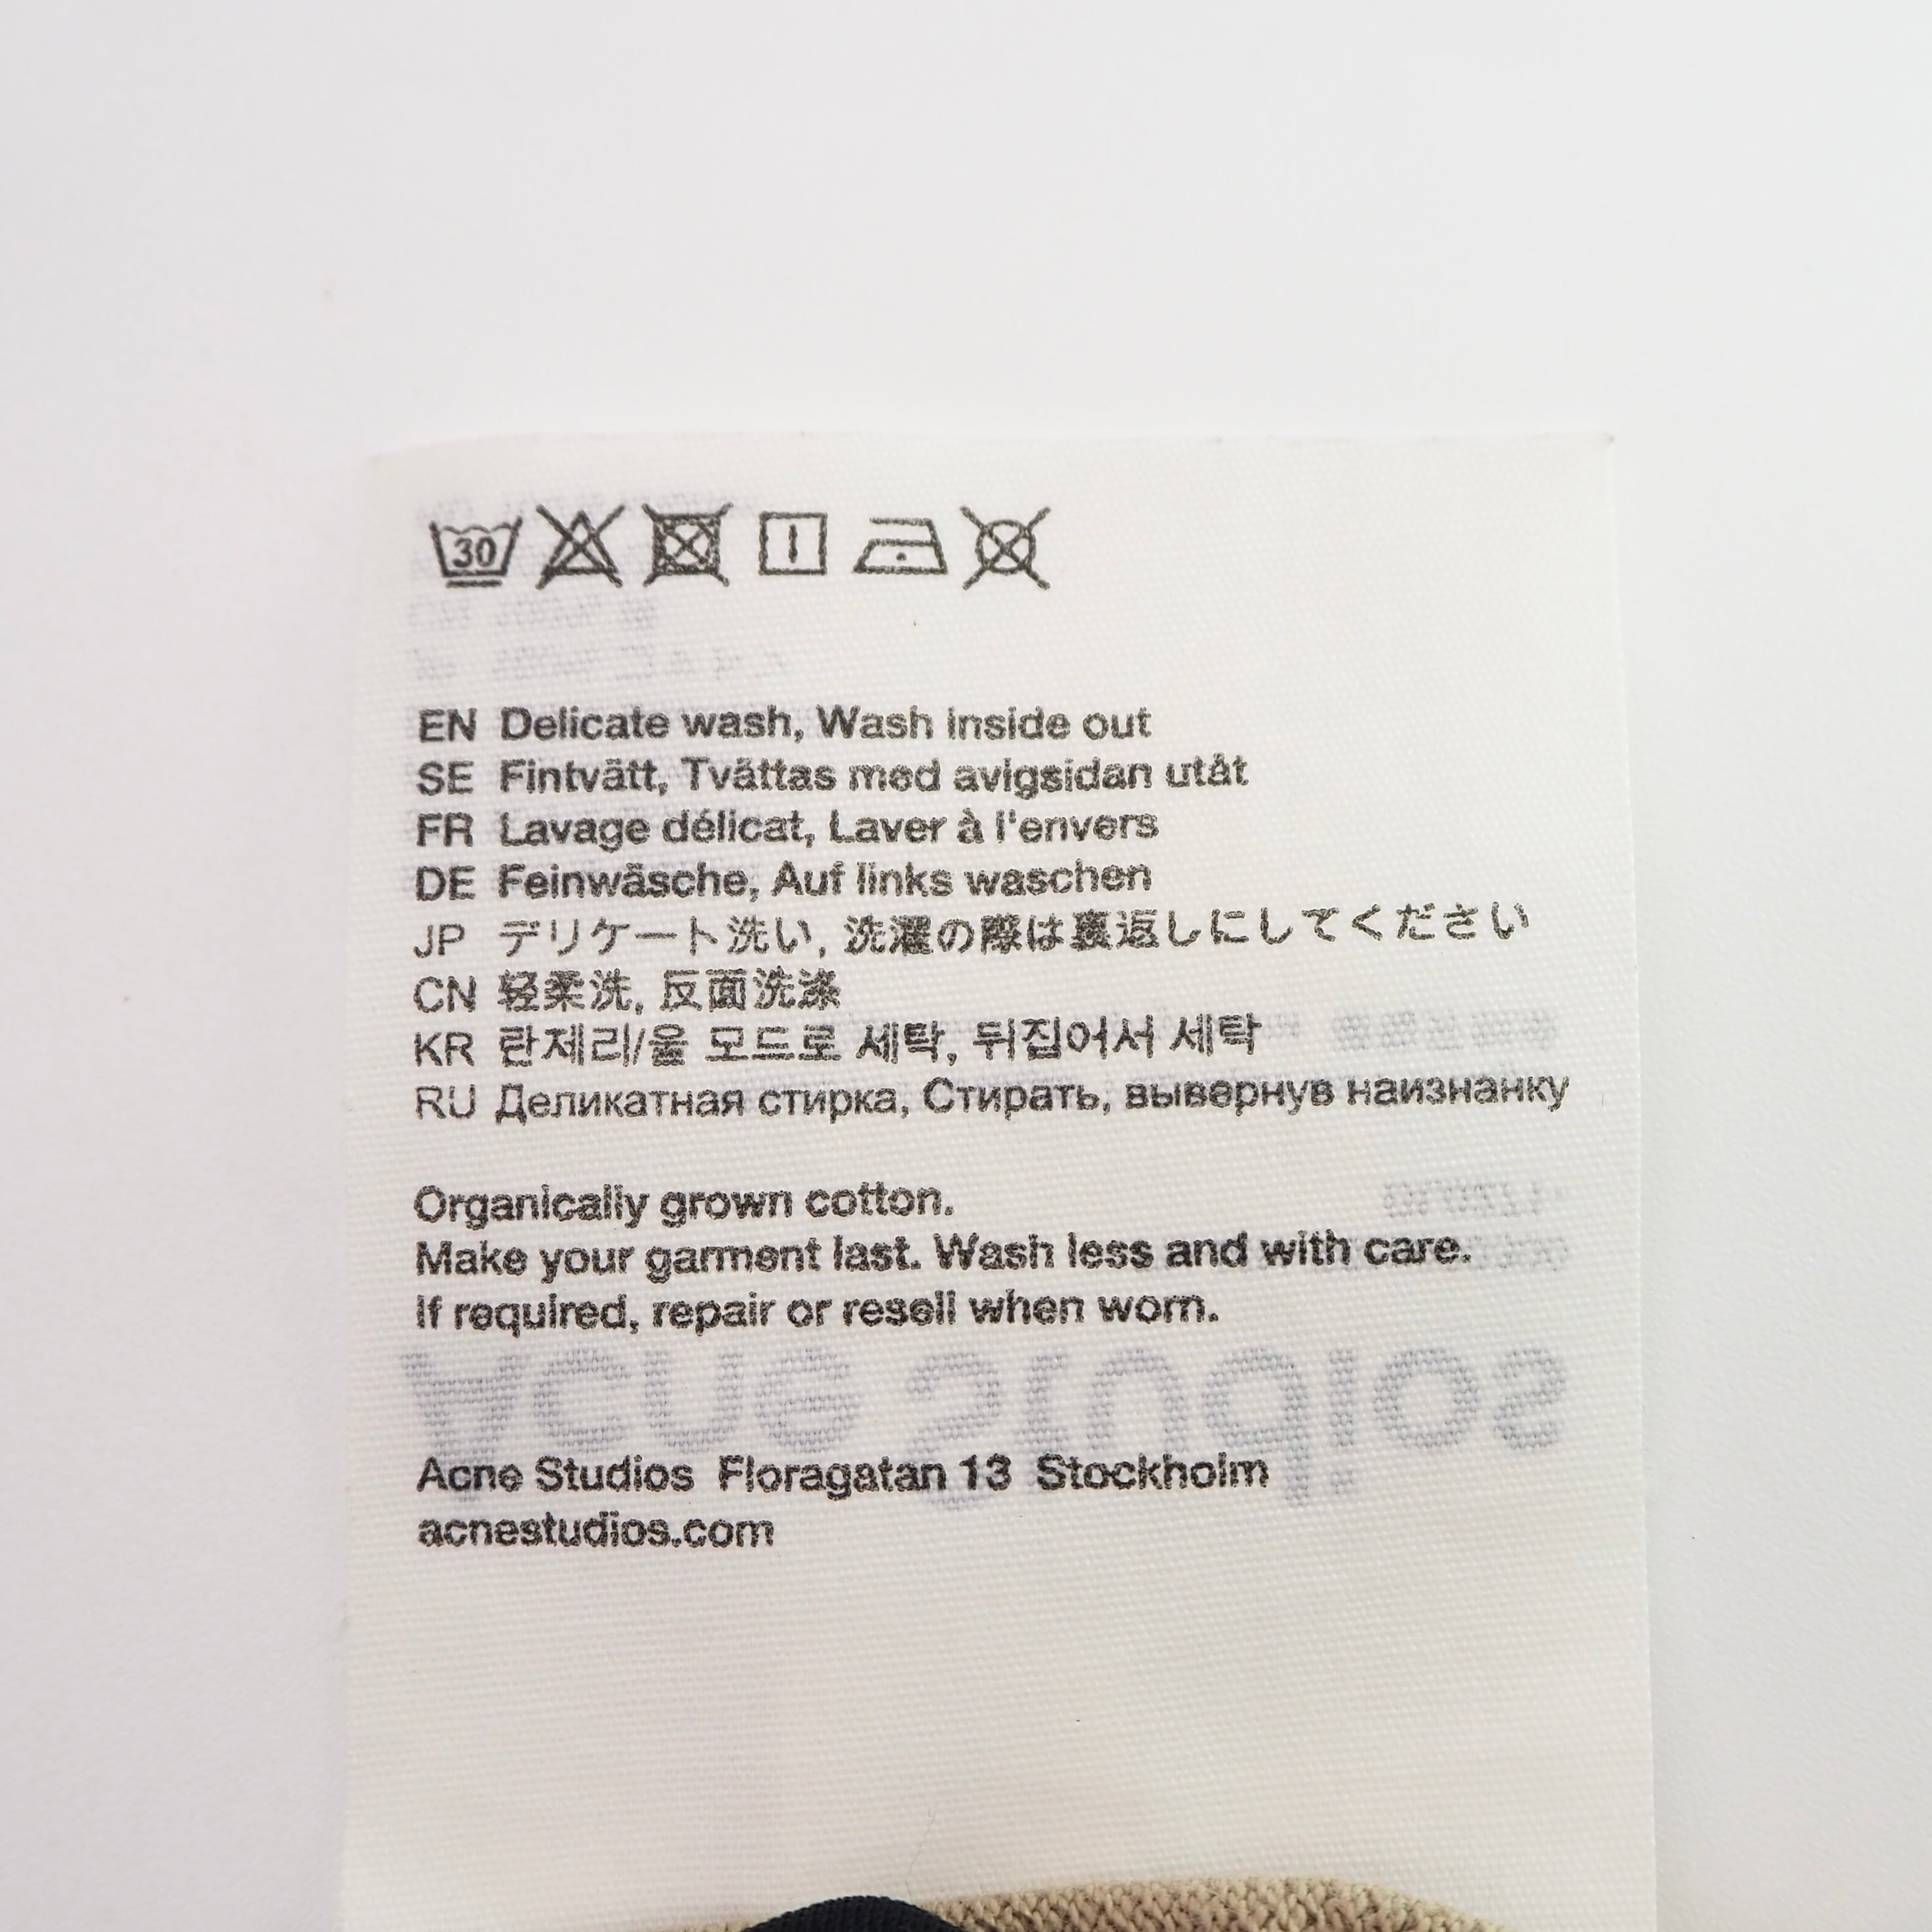 30
EN Delicate wash, Wash inside out
SE Fintvätt, Tvättas med avigsidan utåt
FR Lavage délicat, Laver à l'envers
DE Feinwäsche, Auf links waschen
JP デリケート洗い, 洗濯の際は裏返しにしてください
CN 轻柔洗, 反面洗涤
KR 란제리/울 모드로 세탁, 뒤집어서 세탁
RU Деликатная стирка, Стирать, вывернув наизнанку
Organically grown cotton.
Make your garment last. Wash less and with care.
If required, repair or resell when worn.
Acne Studios
Acne Studios Floragatan 13 Stockholm
acnestudios.com